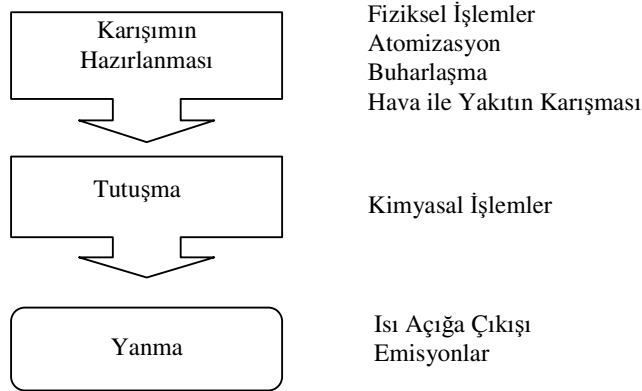 Karışımın
Hazırlanması
Fiziksel İşlemler
Atomizasyon
Buharlaşma
Hava ile Yakıtın Karışması
Tutuşma
Kimyasal İşlemler
Yanma
Isı Açığa Çıkışı
Emisyonlar